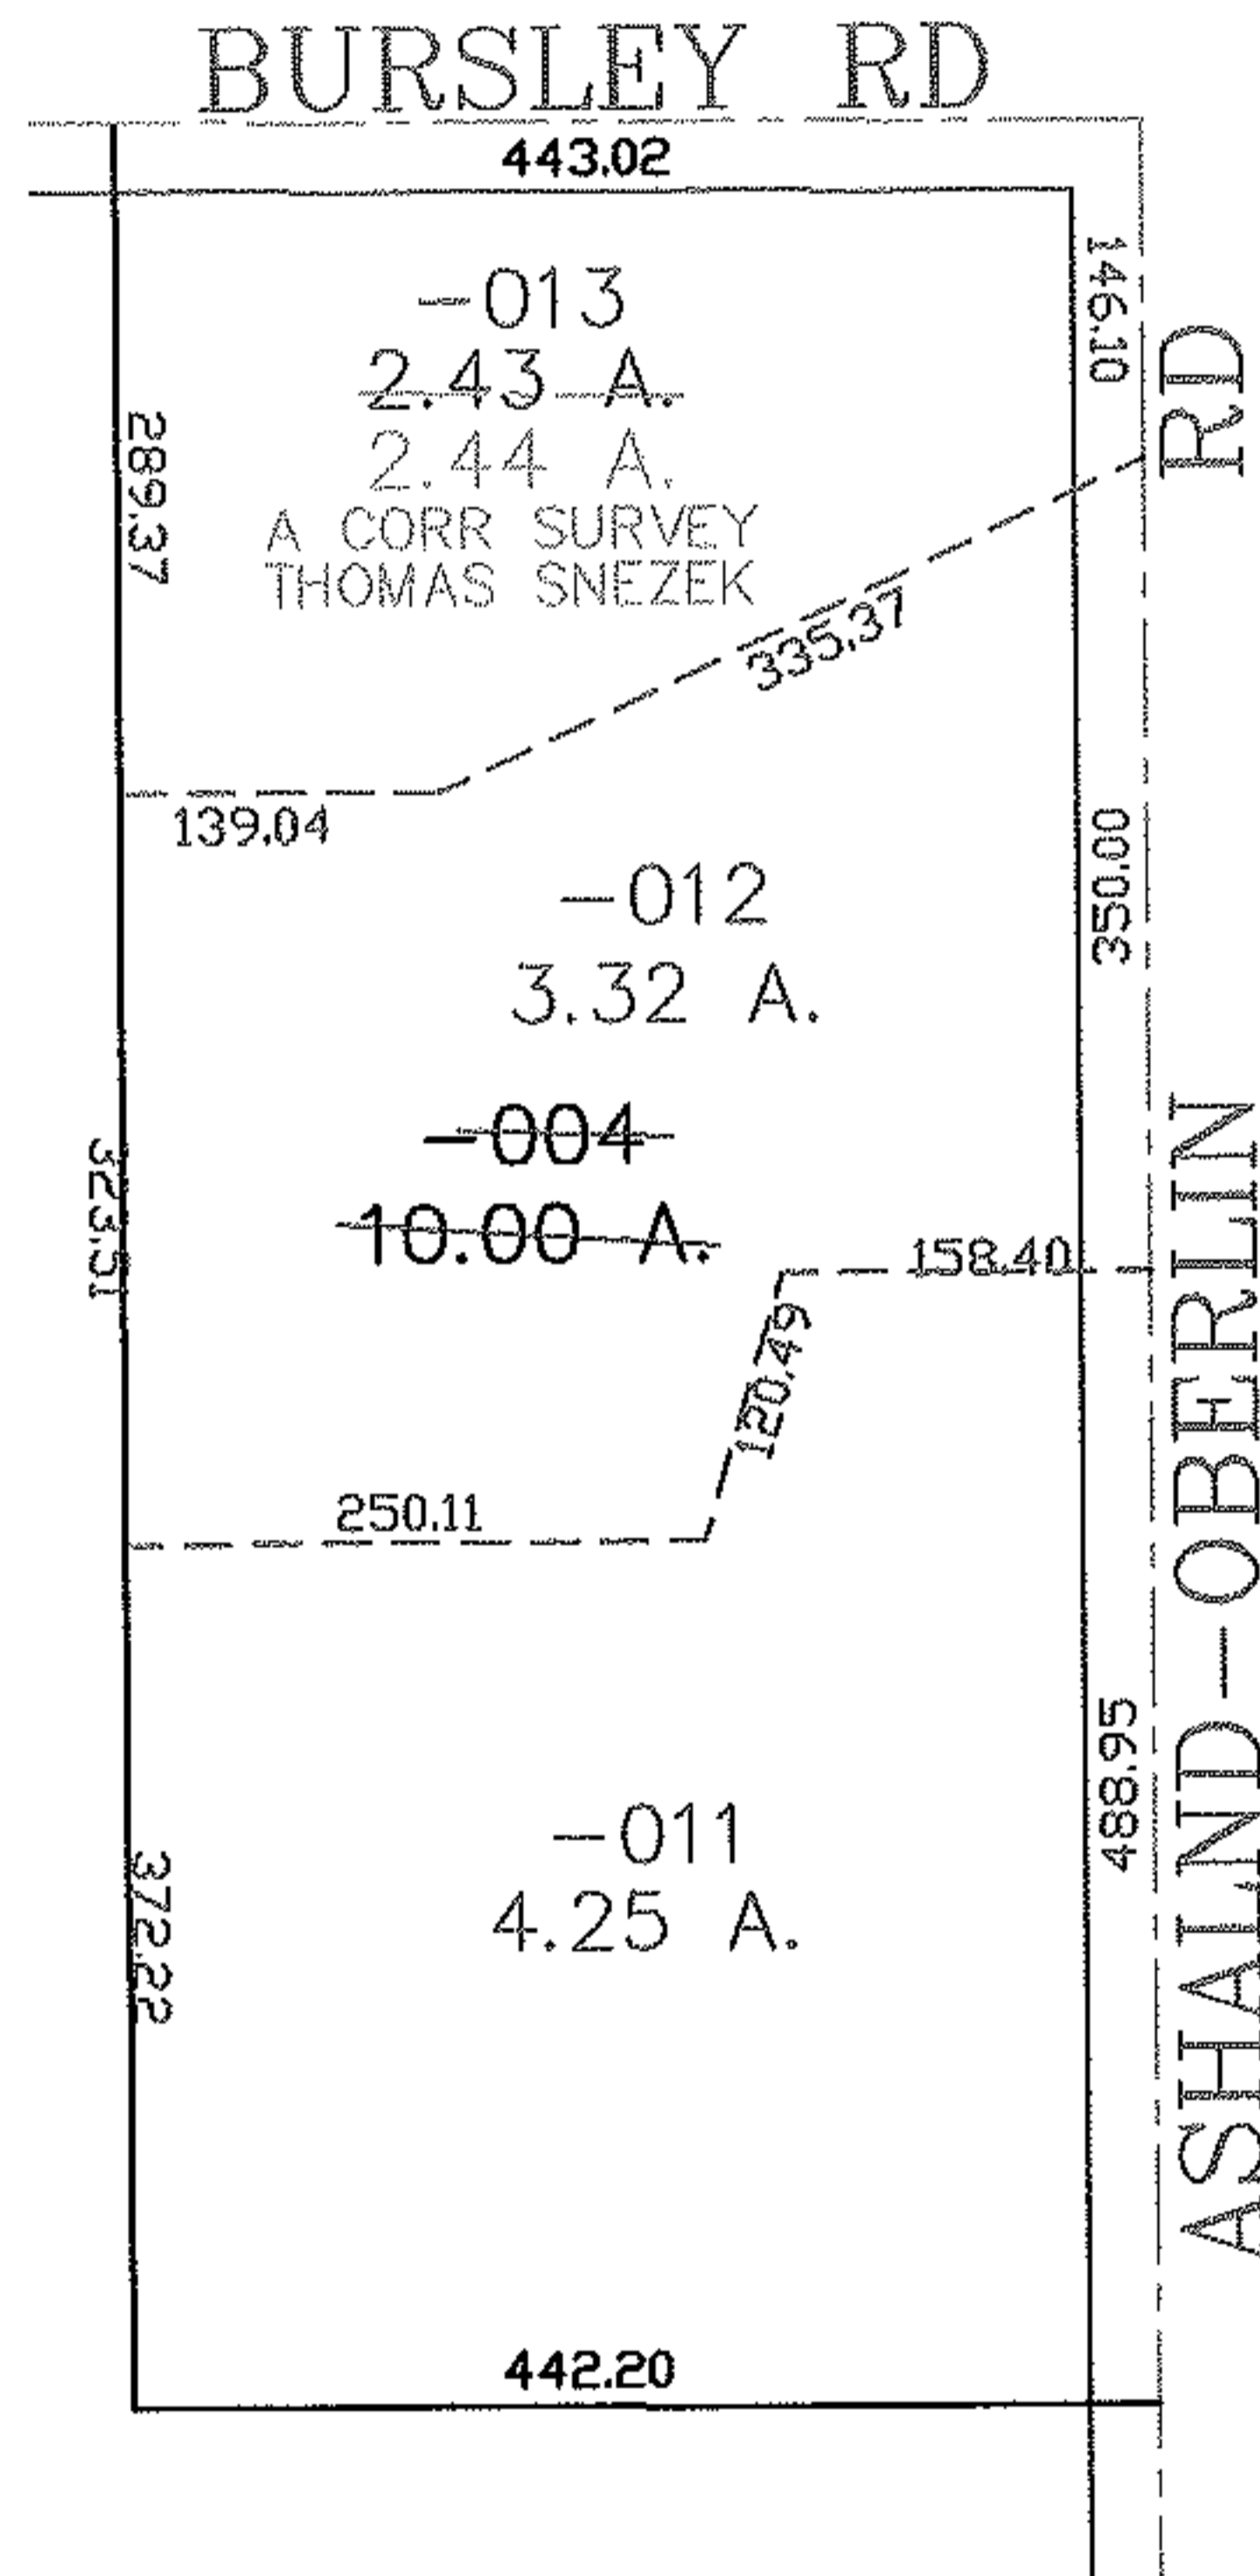 BURSLEY RD
443.02
146.10
-013
2.43 A.
2.44 A.
A CORR SURVEY
THOMAS SNEZEK
289.37
335.37
139.04
-012
3.32 A.
350.00
-004
10.00 A.
323.51
158.40
120.49
250.11
-011
4.25 A.
488.95
372.22
442.20
ASHALND-OBERLIN RD